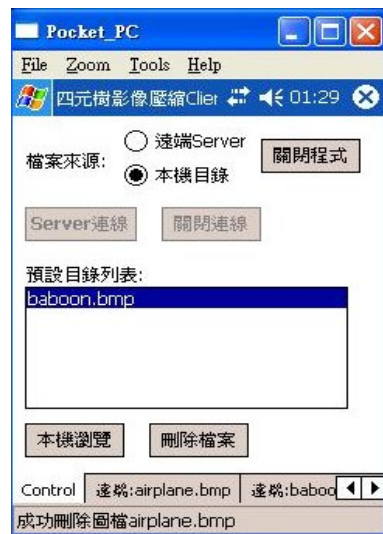 Pocket_PC
File Zoom Tools Help
四元樹影像壓縮Clier 01:29
檔案來源:
遠端Server
本機目錄
關閉程式
Server連線 關閉連線
預設目錄列表:
baboon.bmp
本機瀏覽 刪除檔案
Control 遠端:airplane.bmp 遠端:baboo
成功刪除圖檔airplane.bmp